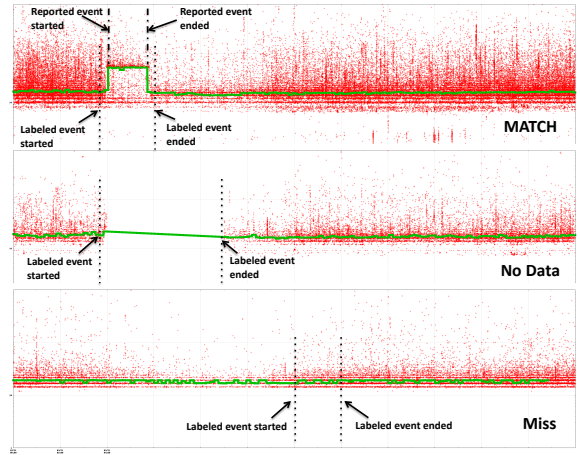 Reported event
started
Reported event
ended
Labeled event
started
Labeled event
ended
MATCH
Labeled event
started
Labeled event
ended
No Data
Labeled event started
Labeled event ended
Miss